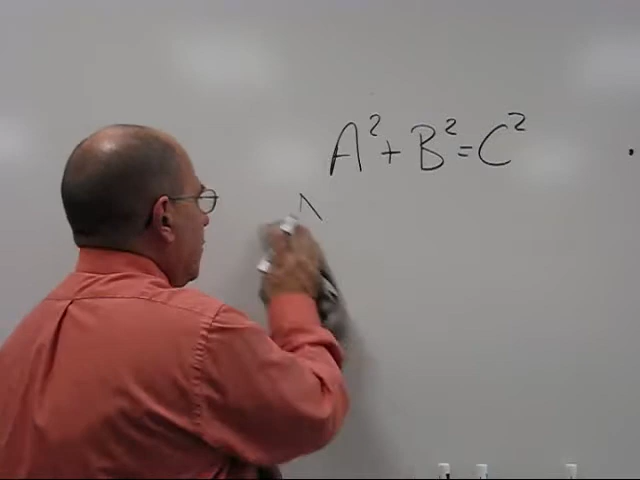 A² + B² = C²